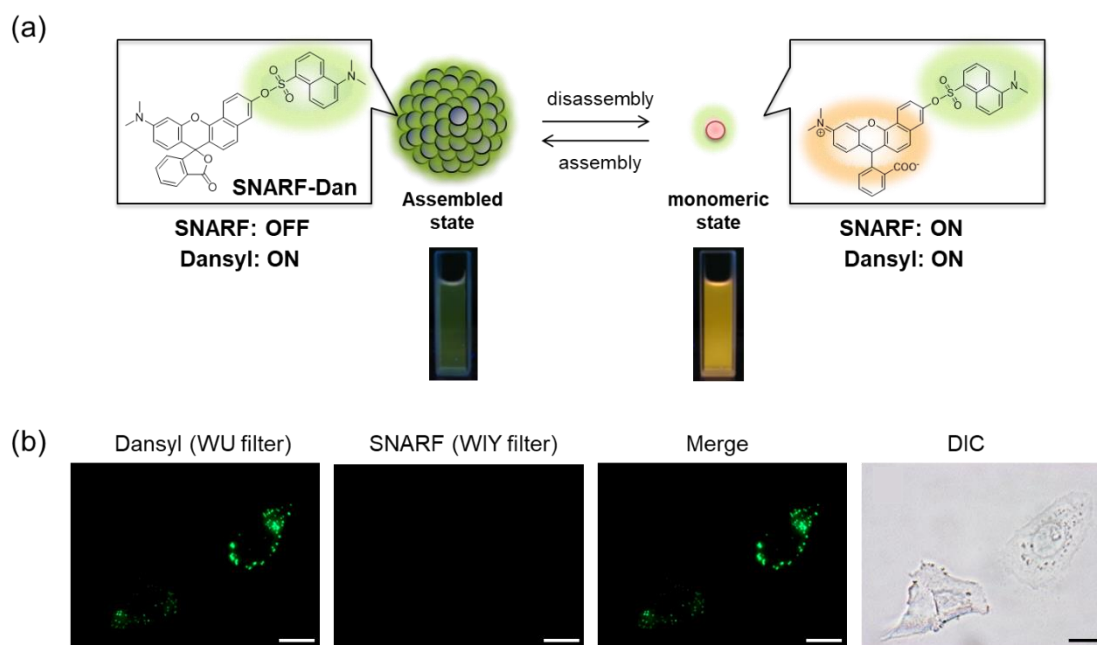 (a)
N
O
O
O
SNARF-Dan
O
S
O
O
N
SNARF: OFF
Dansyl: ON
Assembled
state
disassembly
assembly
monomeric
state
N
+
O
COO-
O
S
O
O
N
SNARF: ON
Dansyl: ON
(b)
Dansyl (WU filter) SNARF (WIY filter) Merge DIC